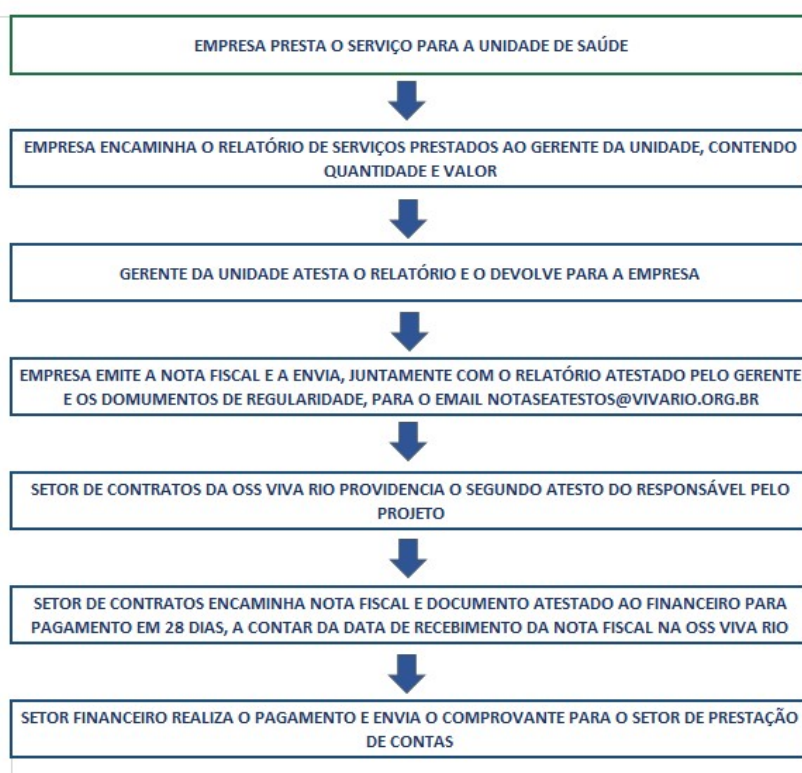 EMPRESA PRESTA O SERVIÇO PARA A UNIDADE DE SAÚDE
EMPRESA ENCAMINHA O RELATÓRIO DE SERVIÇOS PRESTADOS AO GERENTE DA UNIDADE, CONTENDO
QUANTIDADE E VALOR
GERENTE DA UNIDADE ATESTA O RELATÓRIO E O DEVOLVE PARA A EMPRESA
EMPRESA EMITE A NOTA FISCAL E A ENVIA, JUNTAMENTE COM O RELATÓRIO ATESTADO PELO GERENTE
E OS DOMUMENTOS DE REGULARIDADE, PARA O EMAIL NOTASEATESTOS@VIVARIO.ORG.BR
SETOR DE CONTRATOS DA OSS VIVA RIO PROVIDENCIA O SEGUNDO ATESTO DO RESPONSÁVEL PELO
PROJETO
SETOR DE CONTRATOS ENCAMINHA NOTA FISCAL E DOCUMENTO ATESTADO AO FINANCEIRO PARA
PAGAMENTO EM 28 DIAS, A CONTAR DA DATA DE RECEBIMENTO DA NOTA FISCAL NA OSS VIVA RIO
SETOR FINANCEIRO REALIZA O PAGAMENTO E ENVIA O COMPROVANTE PARA O SETOR DE PRESTAÇÃO
DE CONTAS